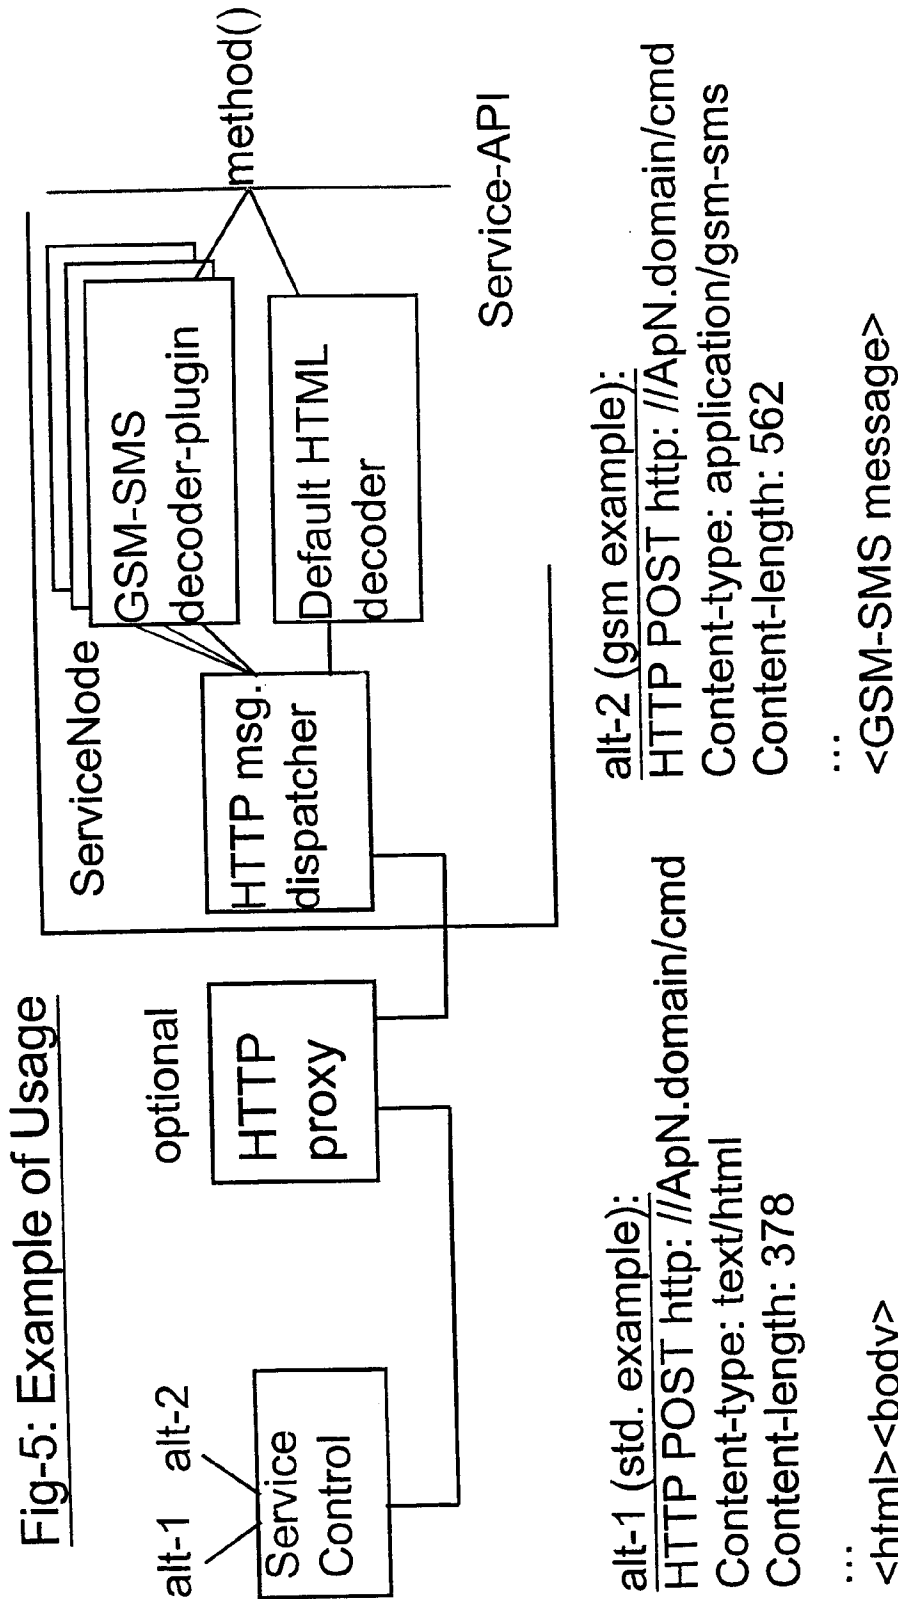 Fig-5: Example of Usage
alt-1
alt-2
Service
Control
optional
HTTP
proxy
ServiceNode
HTTP msg.
dispatcher
GSM-SMS
decoder-plugin
Default HTML
decoder
method()
Service-API
alt-1 (std. example):
HTTP POST http: //ApN.domain/cmd
Content-type: text/html
Content-length: 378
...
<html><body>
alt-2 (gsm example):
HTTP POST http: //ApN.domain/cmd
Content-type: application/gsm-sms
Content-length: 562
...
<GSM-SMS message>